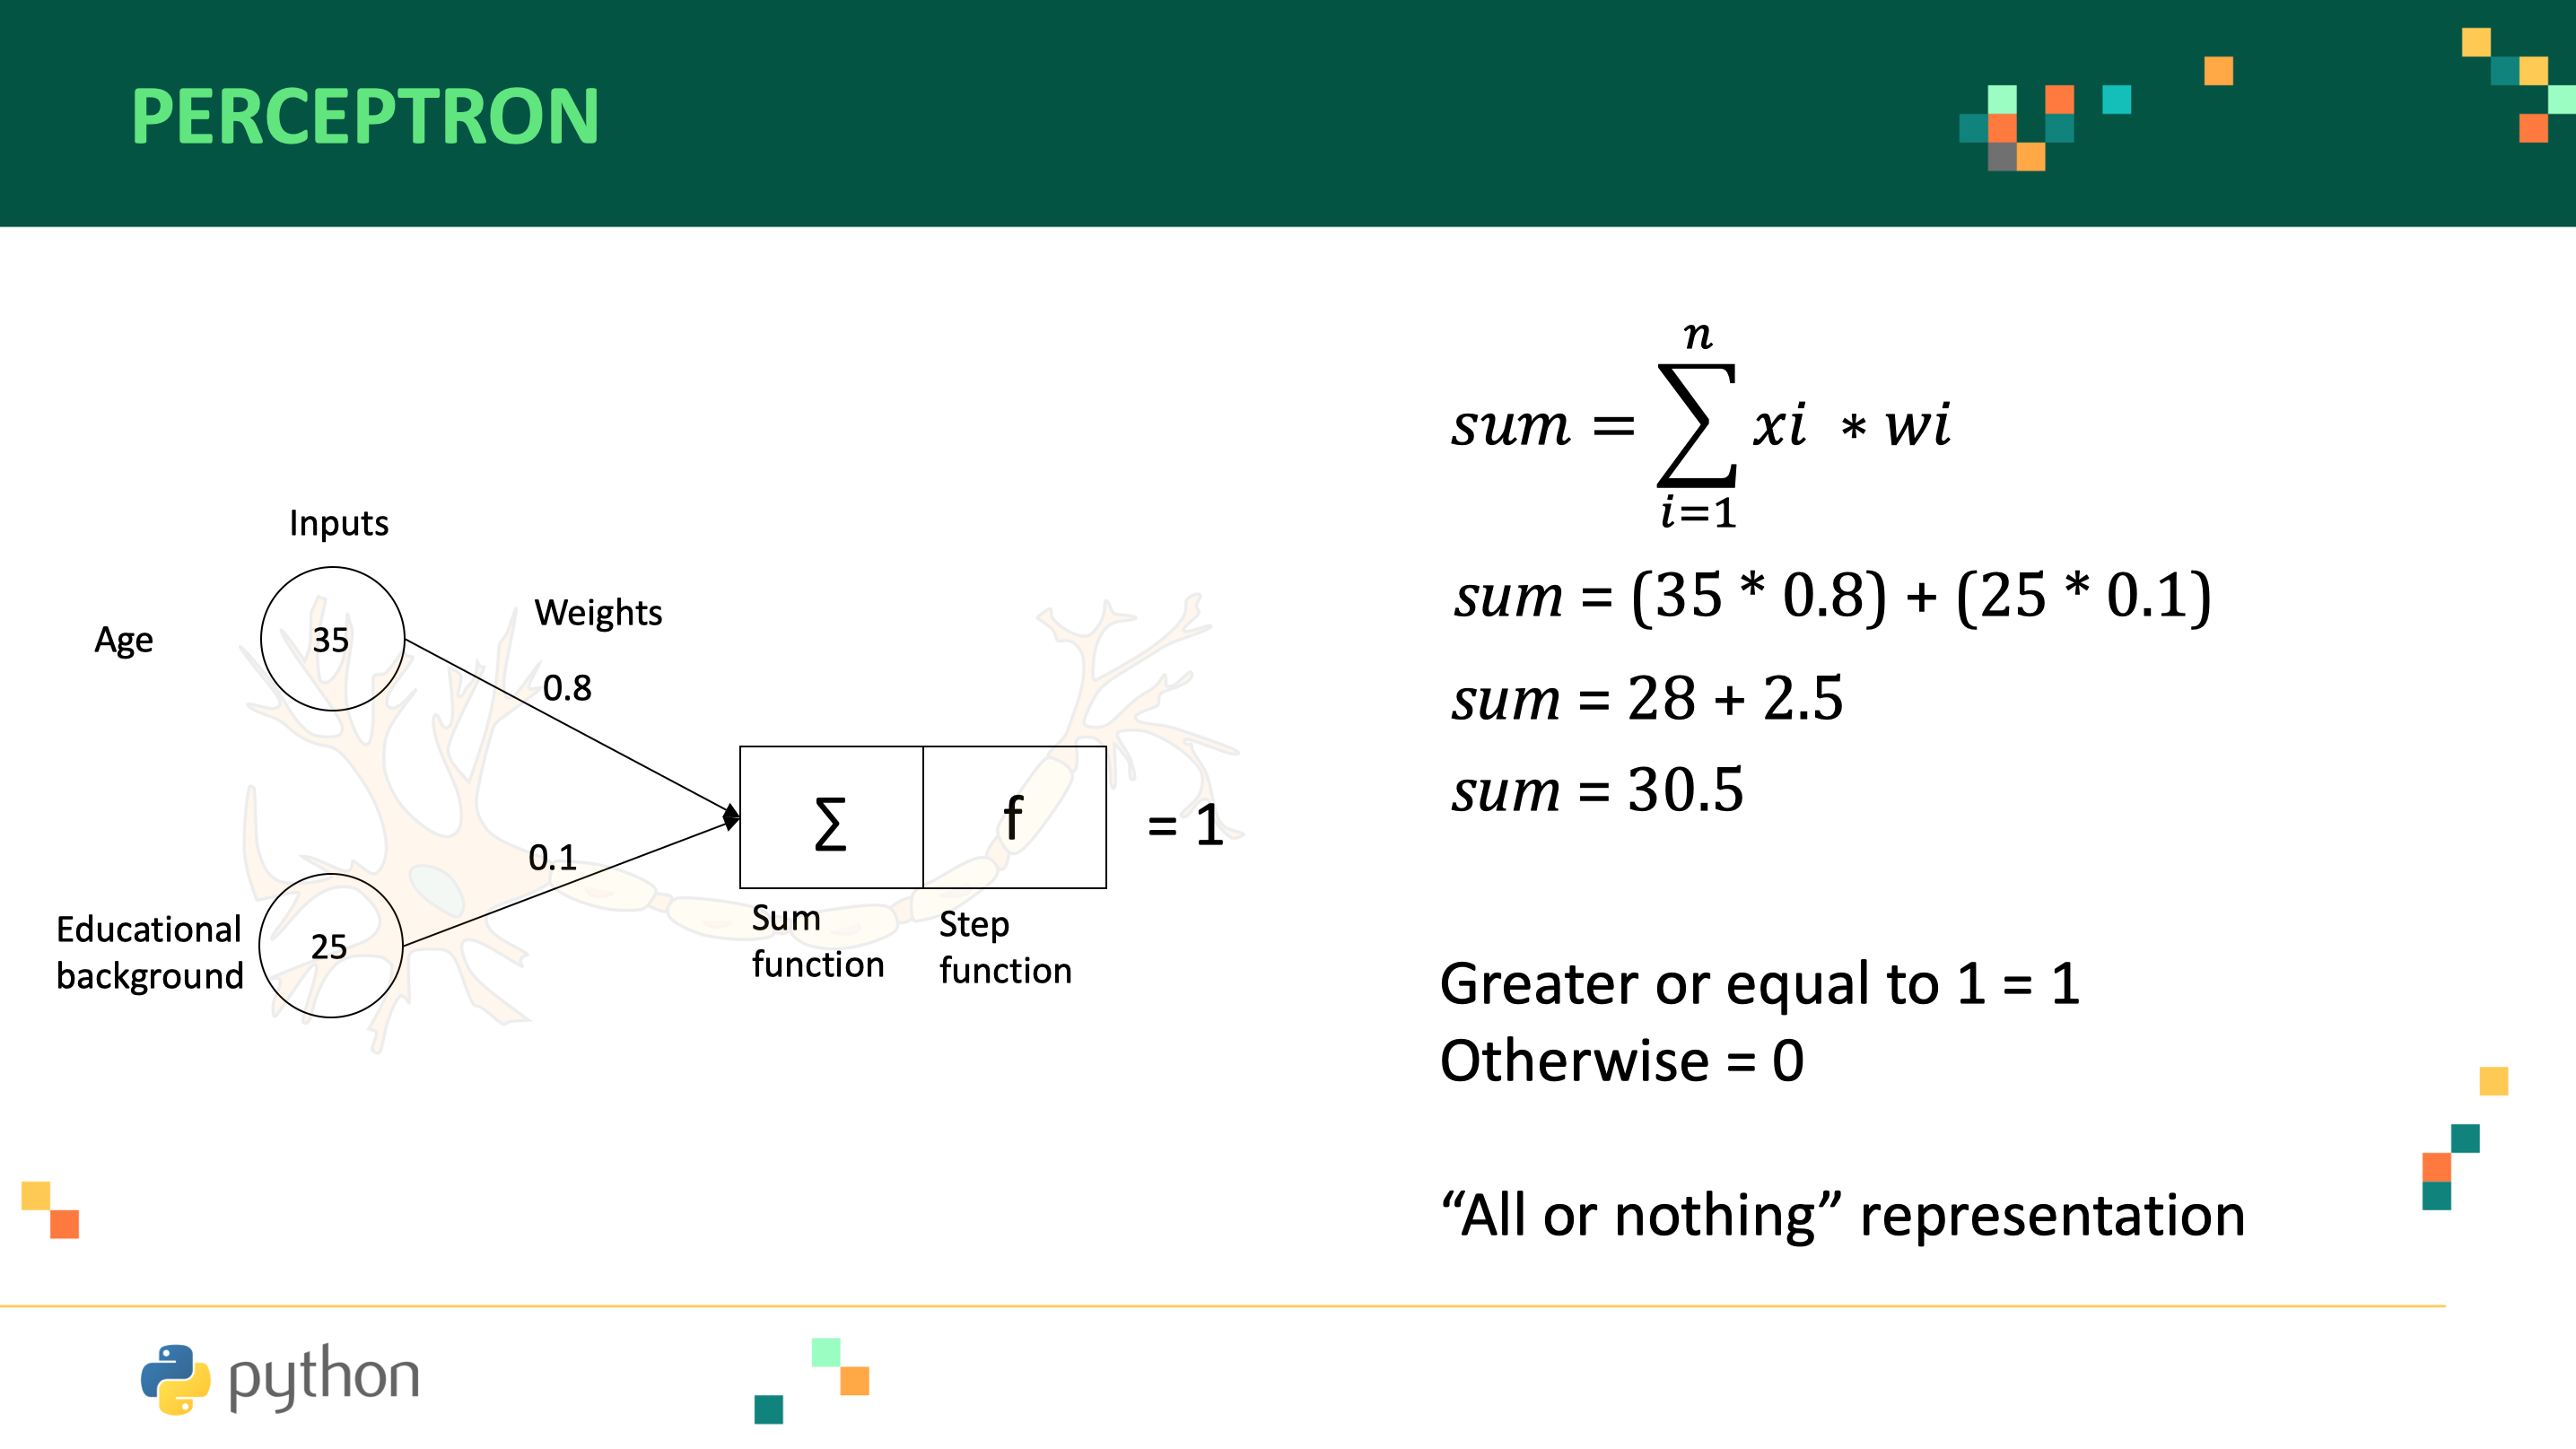 PERCEPTRON
Inputs
Age
35
Weights
0.8
0.1
Educational
background
25
∑
f
= 1
Sum
function
Step
function
n
sum = ∑ xi * wi
i=1
sum = (35 * 0.8) + (25 * 0.1)
sum = 28 + 2.5
sum = 30.5
Greater or equal to 1 = 1
Otherwise = 0
“All or nothing” representation
python